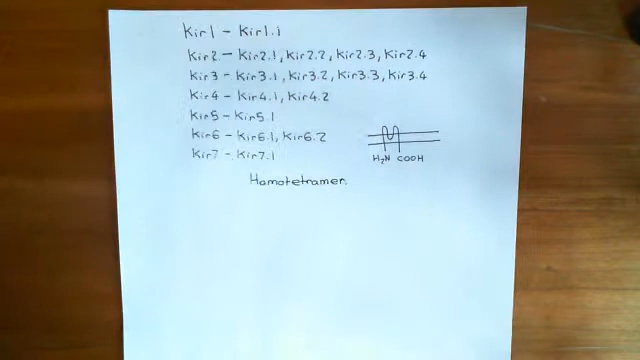 Kir1 - Kir1.1
Kir2 - Kir2.1, Kir2.2, Kir2.3, Kir2.4
Kir3 - Kir3.1, Kir3.2, Kir3.3, Kir3.4
Kir4 - Kir4.1, Kir4.2
Kir5 - Kir5.1
Kir6 - Kir6.1, Kir6.2
Kir7 - Kir7.1
H₂N COOH
Homotetramer